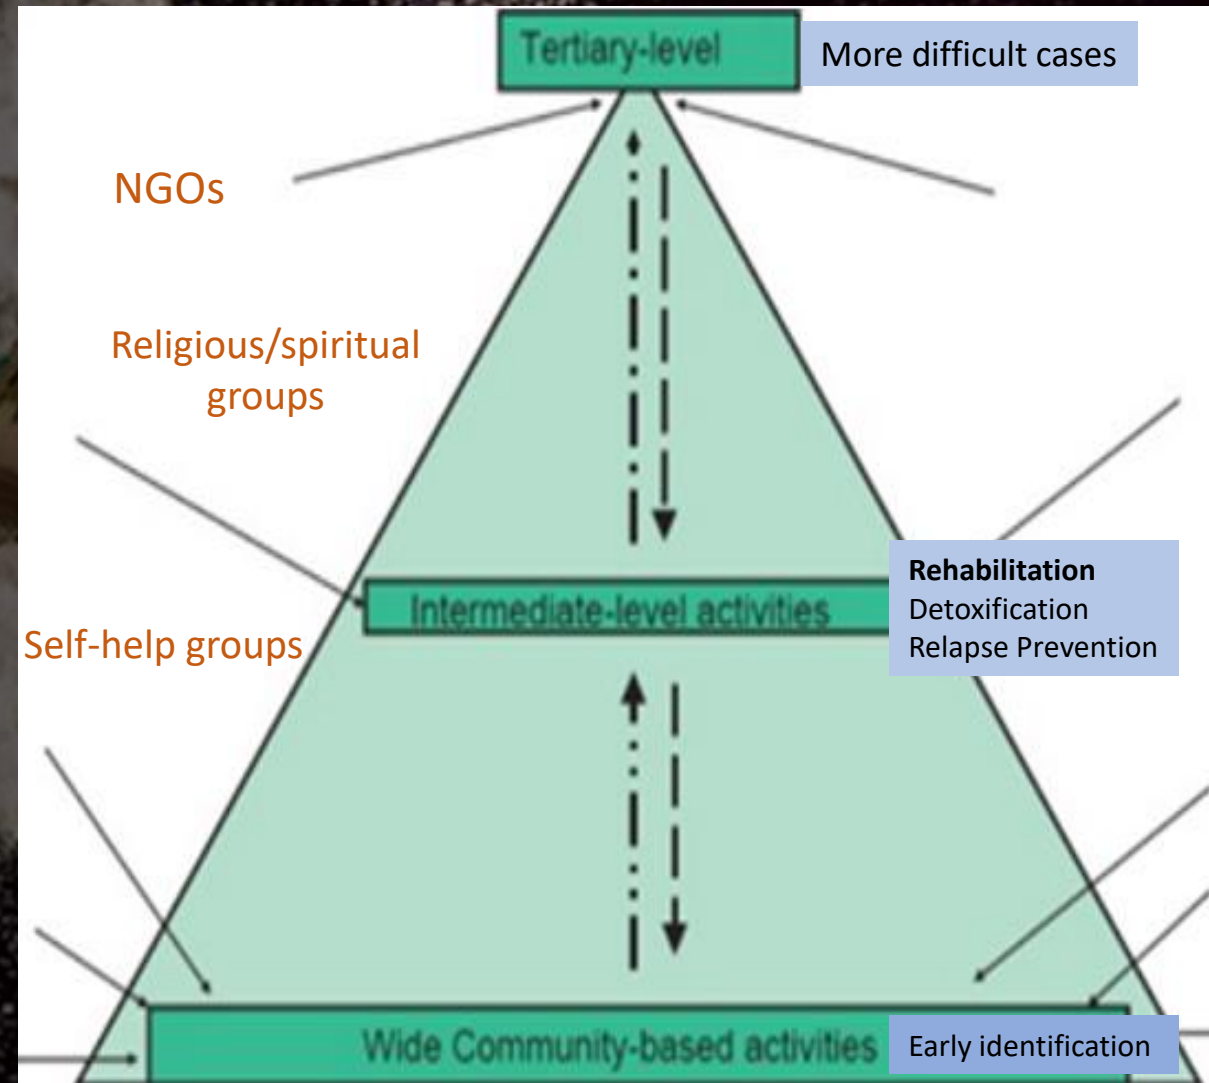 Tertiary-level
More difficult cases
NGOs
Religious/spiritual
groups
Intermediate-level activities
Rehabilitation
Detoxification
Relapse Prevention
Self-help groups
Wide Community-based activities
Early identification